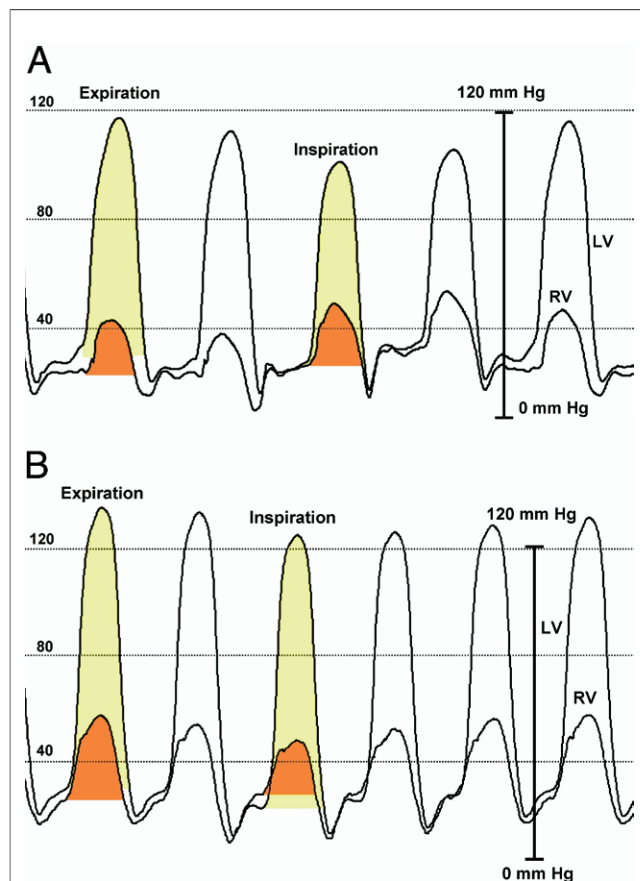 A
Expiration
120
120 mm Hg
Inspiration
80
LV
RV
40
0 mm Hg
B
Expiration
Inspiration
120 mm Hg
120
LV
80
RV
40
0 mm Hg